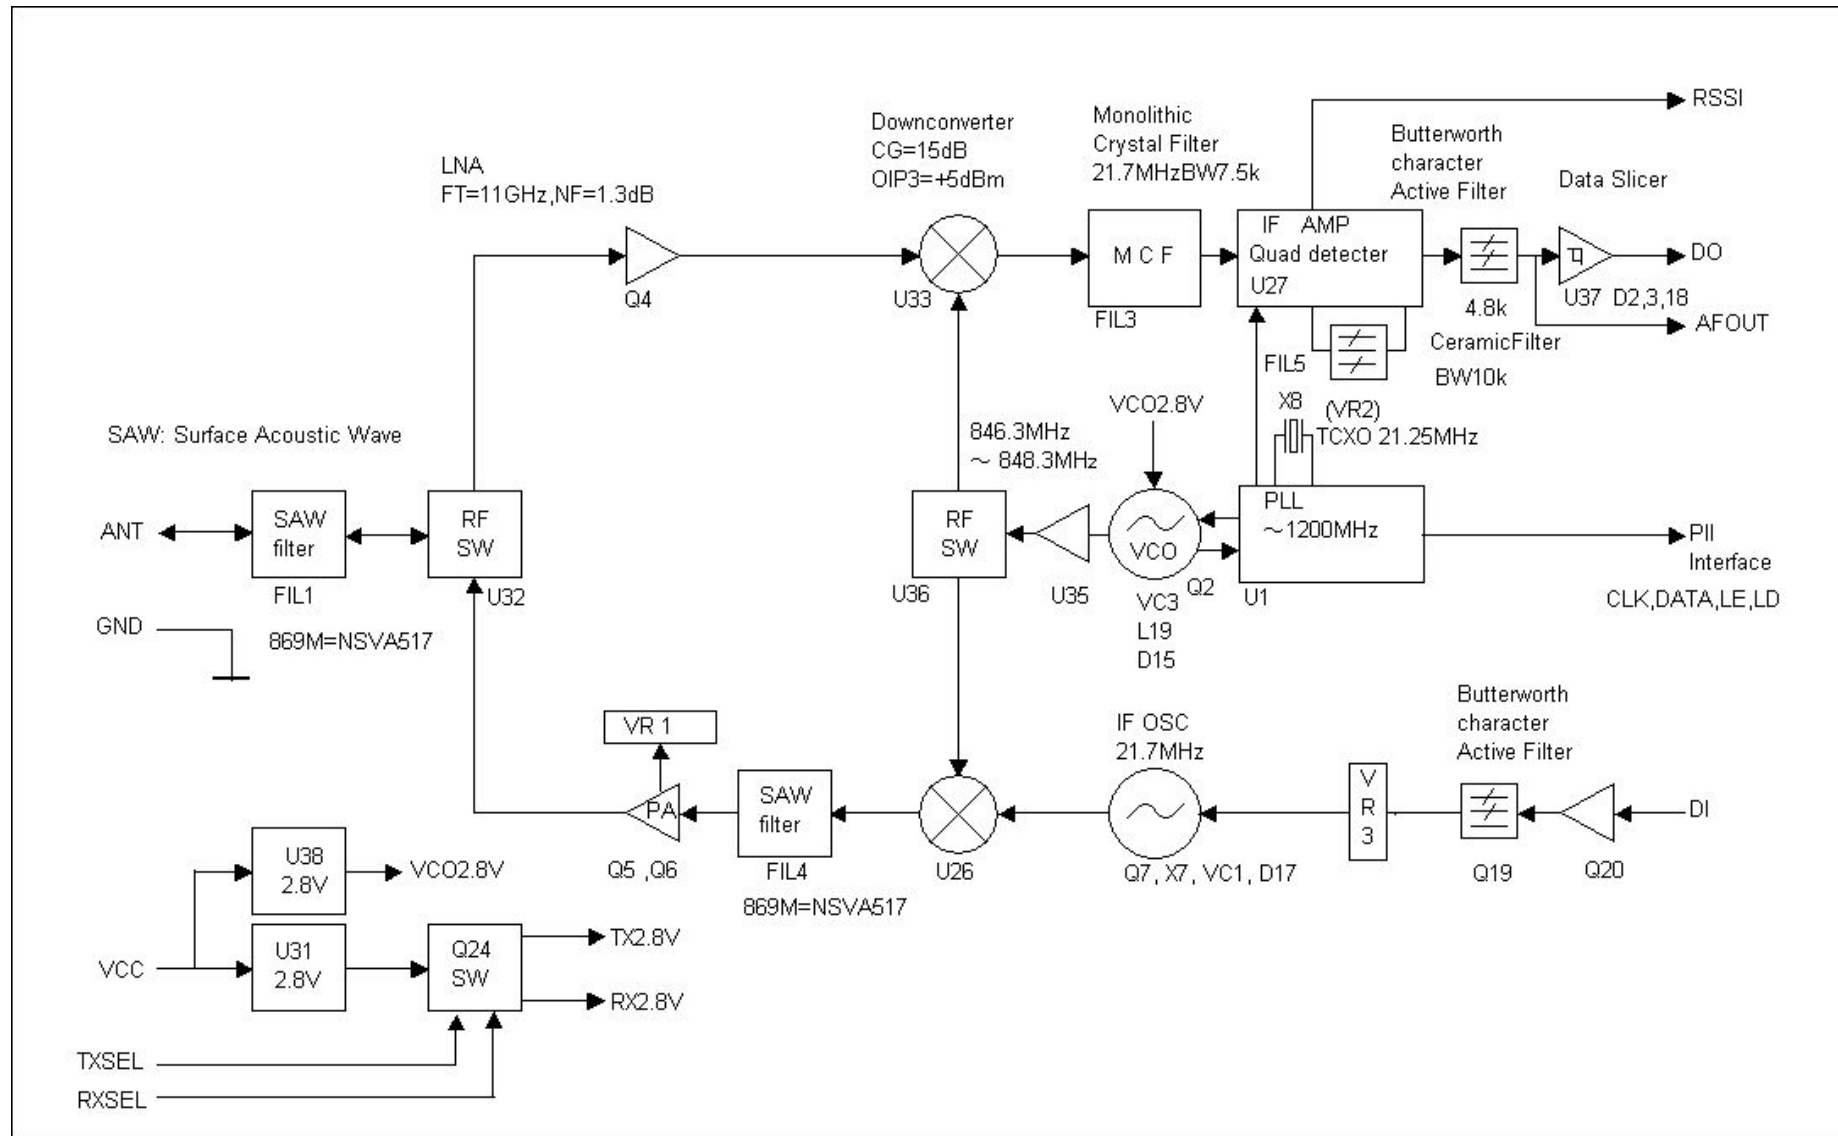 RSSI
Monolithic
Crystal Filter
21.7MHzBW7.5k
Downconverter
CG=15dB
OIP3=+5dBm
Butterworth
character
Active Filter
LNA
FT=11GHz,NF=1.3dB
Data Slicer
IF AMP
Quad detecter
U27
M C F
DO
Q4
U33
FIL3
4.8k
U37 D2,3,18
AFOUT
CeramicFilter
BW10k
FIL5
X8
(VR2)
TCXO 21.25MHz
VCO2.8V
846.3MHz
~ 848.3MHz
SAW: Surface Acoustic Wave
ANT
SAW
filter
FIL1
RF
SW
U32
RF
SW
U36
U35
VCO
Q2
VC3
L19
D15
PLL
~1200MHz
U1
PII
Interface
CLK,DATA,LE,LD
GND
869M=NSVA517
VR 1
PA
Q5 ,Q6
SAW
filter
FIL4
869M=NSVA517
U26
IF OSC
21.7MHz
Q7, X7, VC1, D17
V
R
3
Butterworth
character
Active Filter
Q19
Q20
DI
U38
2.8V
VCO2.8V
VCC
U31
2.8V
Q24
SW
TX2.8V
RX2.8V
TXSEL
RXSEL